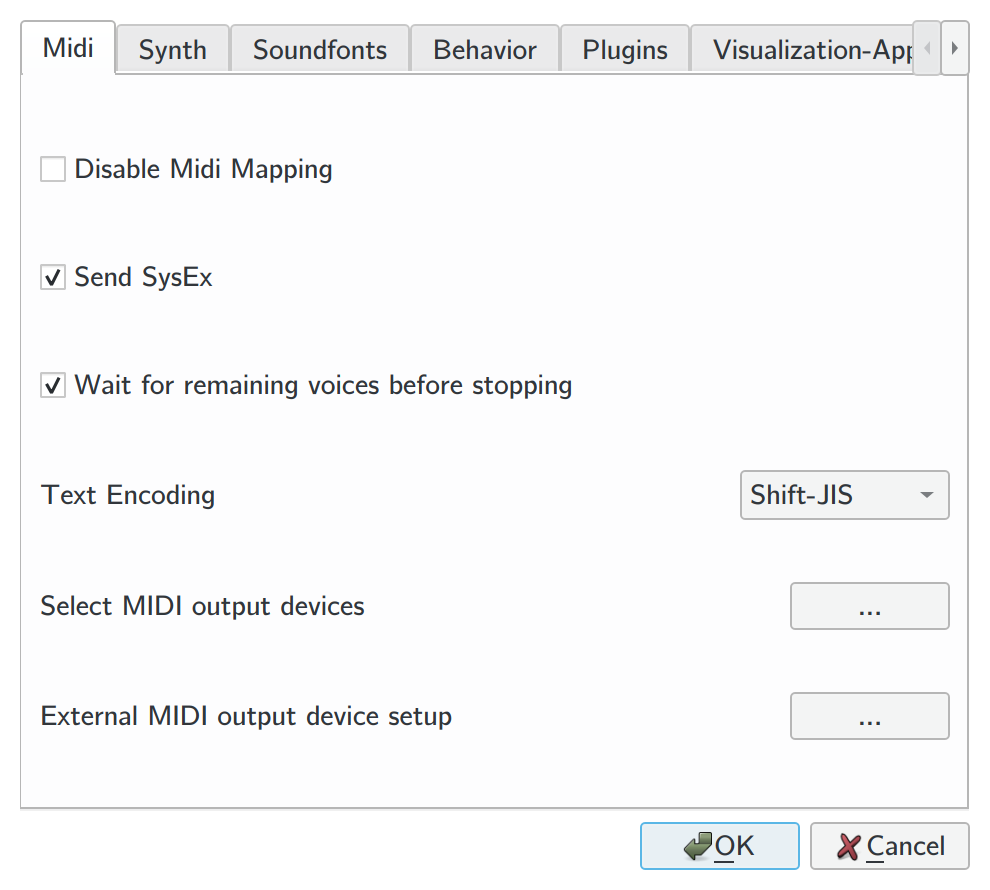 Midi Synth Soundfonts Behavior Plugins Visualization-App
Disable Midi Mapping
Send SysEx
Wait for remaining voices before stopping
Text Encoding Shift-JIS
Select MIDI output devices ...
External MIDI output device setup ...
OK Cancel